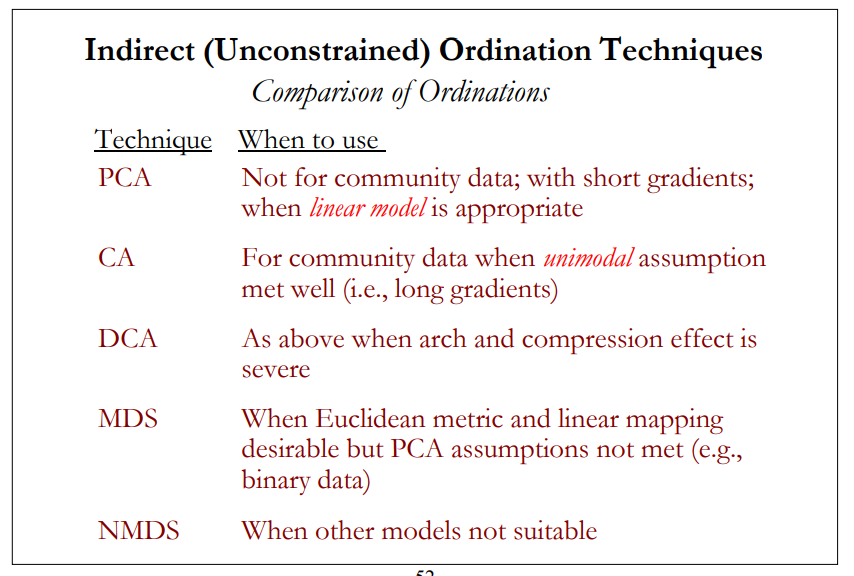 Indirect (Unconstrained) Ordination Techniques
Comparison of Ordinations
Technique When to use
PCA Not for community data; with short gradients;
when linear model is appropriate
CA For community data when unimodal assumption
met well (i.e., long gradients)
DCA As above when arch and compression effect is
severe
MDS When Euclidean metric and linear mapping
desirable but PCA assumptions not met (e.g.,
binary data)
NMDS When other models not suitable